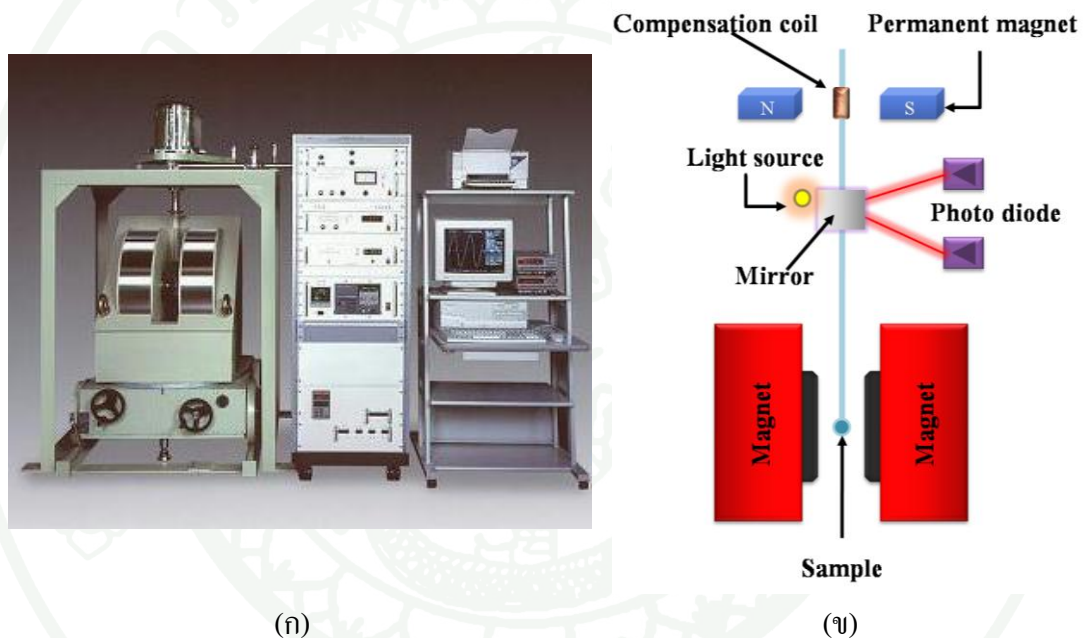 Compensation coil
Permanent magnet
N
S
Light source
Photo diode
Mirror
Magnet
Magnet
Sample
(ก)
(ข)